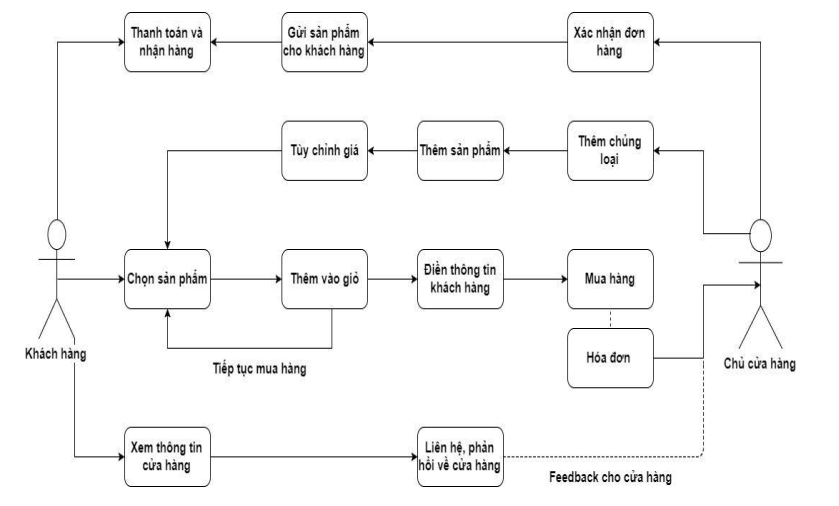 Thanh toán và
nhận hàng
Gửi sản phẩm
cho khách hàng
Xác nhận đơn
hàng
Tùy chỉnh giá
Thêm sản phẩm
Thêm chủng
loại
Chọn sản phẩm
Thêm vào giỏ
Điền thông tin
khách hàng
Mua hàng
Khách hàng
Tiếp tục mua hàng
Hóa đơn
Chủ cửa hàng
Xem thông tin
cửa hàng
Liên hệ, phản
hồi về cửa hàng
Feedback cho cửa hàng